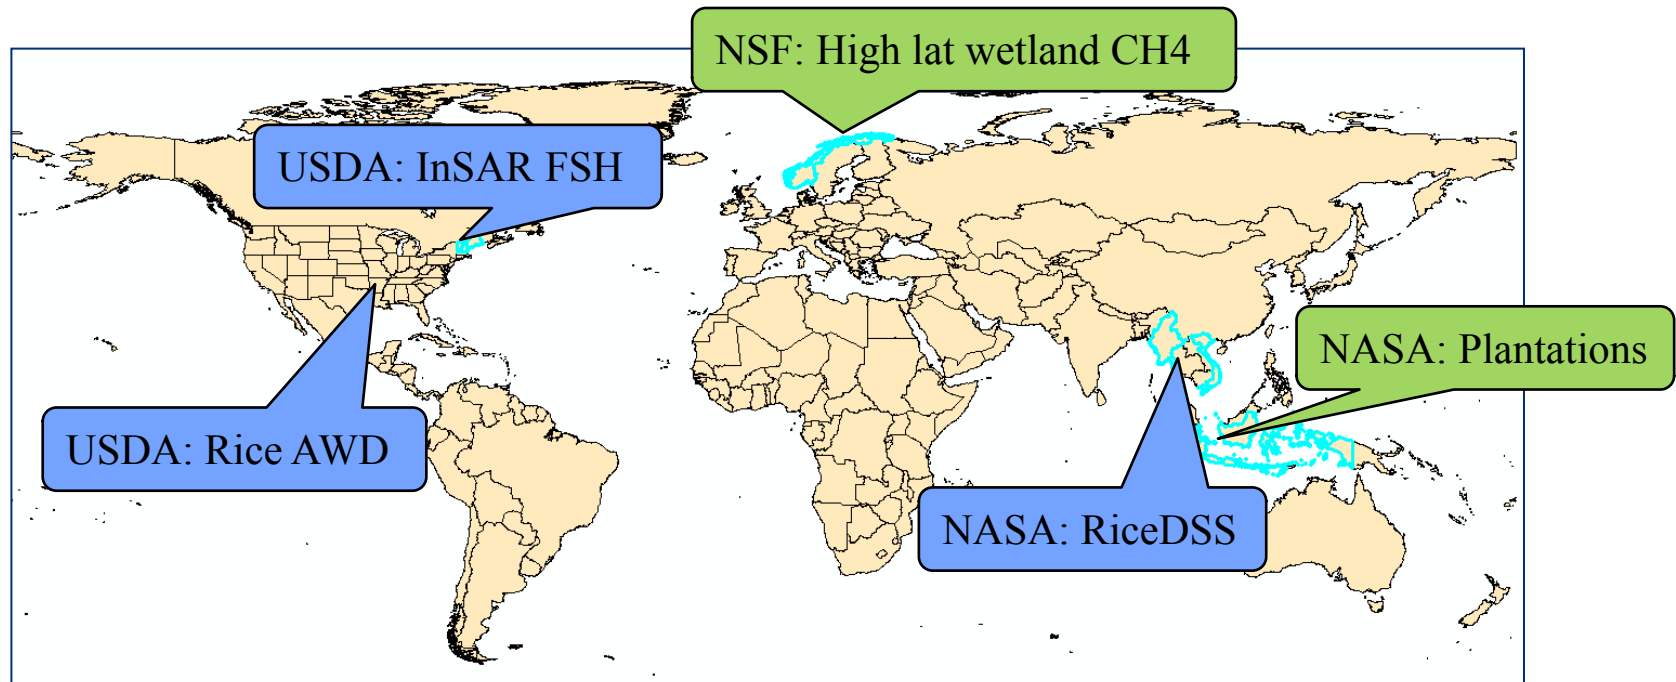 NSF: High lat wetland CH4
USDA: InSAR FSH
NASA: Plantations
USDA: Rice AWD
NASA: RiceDSS